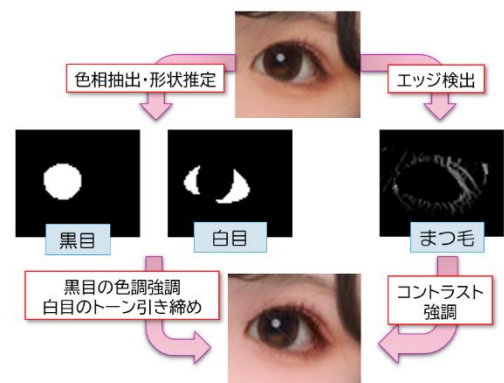 色相抽出・形状推定
エッジ検出
黒目
白目
まつ毛
黒目の色調強調
白目のトーン引き締め
コントラスト
強調